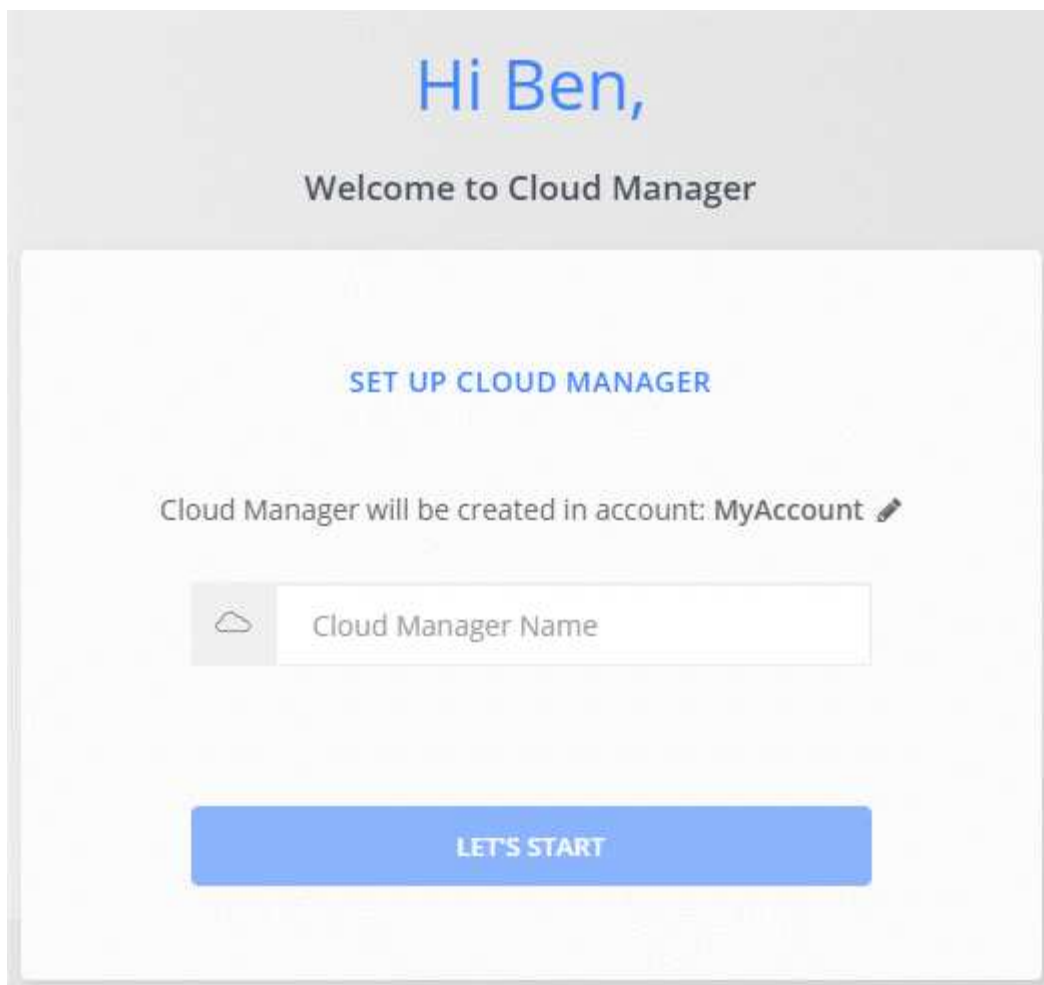 Hi Ben,
Welcome to Cloud Manager
SET UP CLOUD MANAGER
Cloud Manager will be created in account: MyAccount
Cloud Manager Name
LET'S START